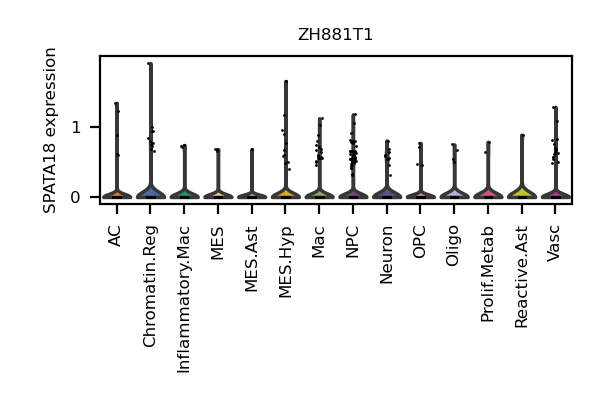 ZH881T1
SPATA18 expression
1
0
AC
Chromatin.Reg
Inflammatory.Mac
MES
MES.Ast
MES.Hyp
Mac
NPC
Neuron
OPC
Oligo
Prolif.Metab
Reactive.Ast
Vasc